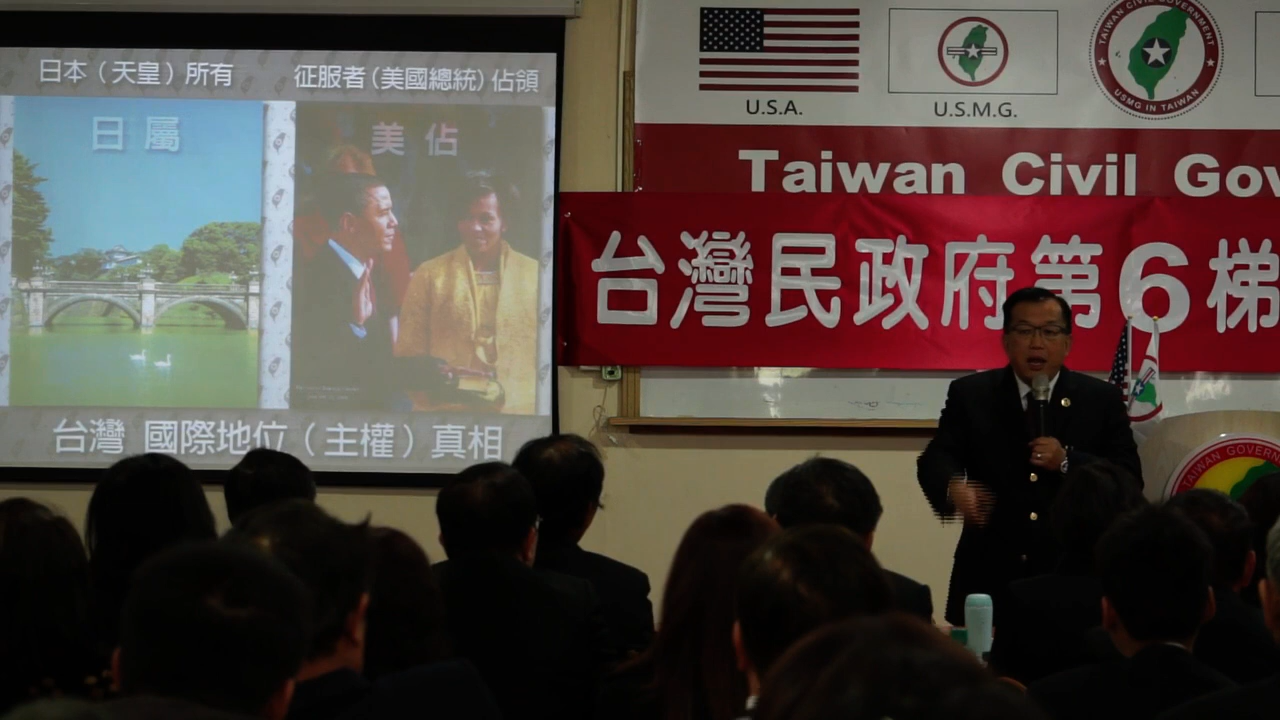 日本（天皇）所有
征服者（美國總統）佔領
日屬
美佔
台灣 國際地位（主權）真相
U.S.A.
U.S.M.G.
TAIWAN CIVIL GOVERNMENT
USMG IN TAIWAN
Taiwan Civil Gov
台灣民政府第6梯
TAIWAN GOVERN